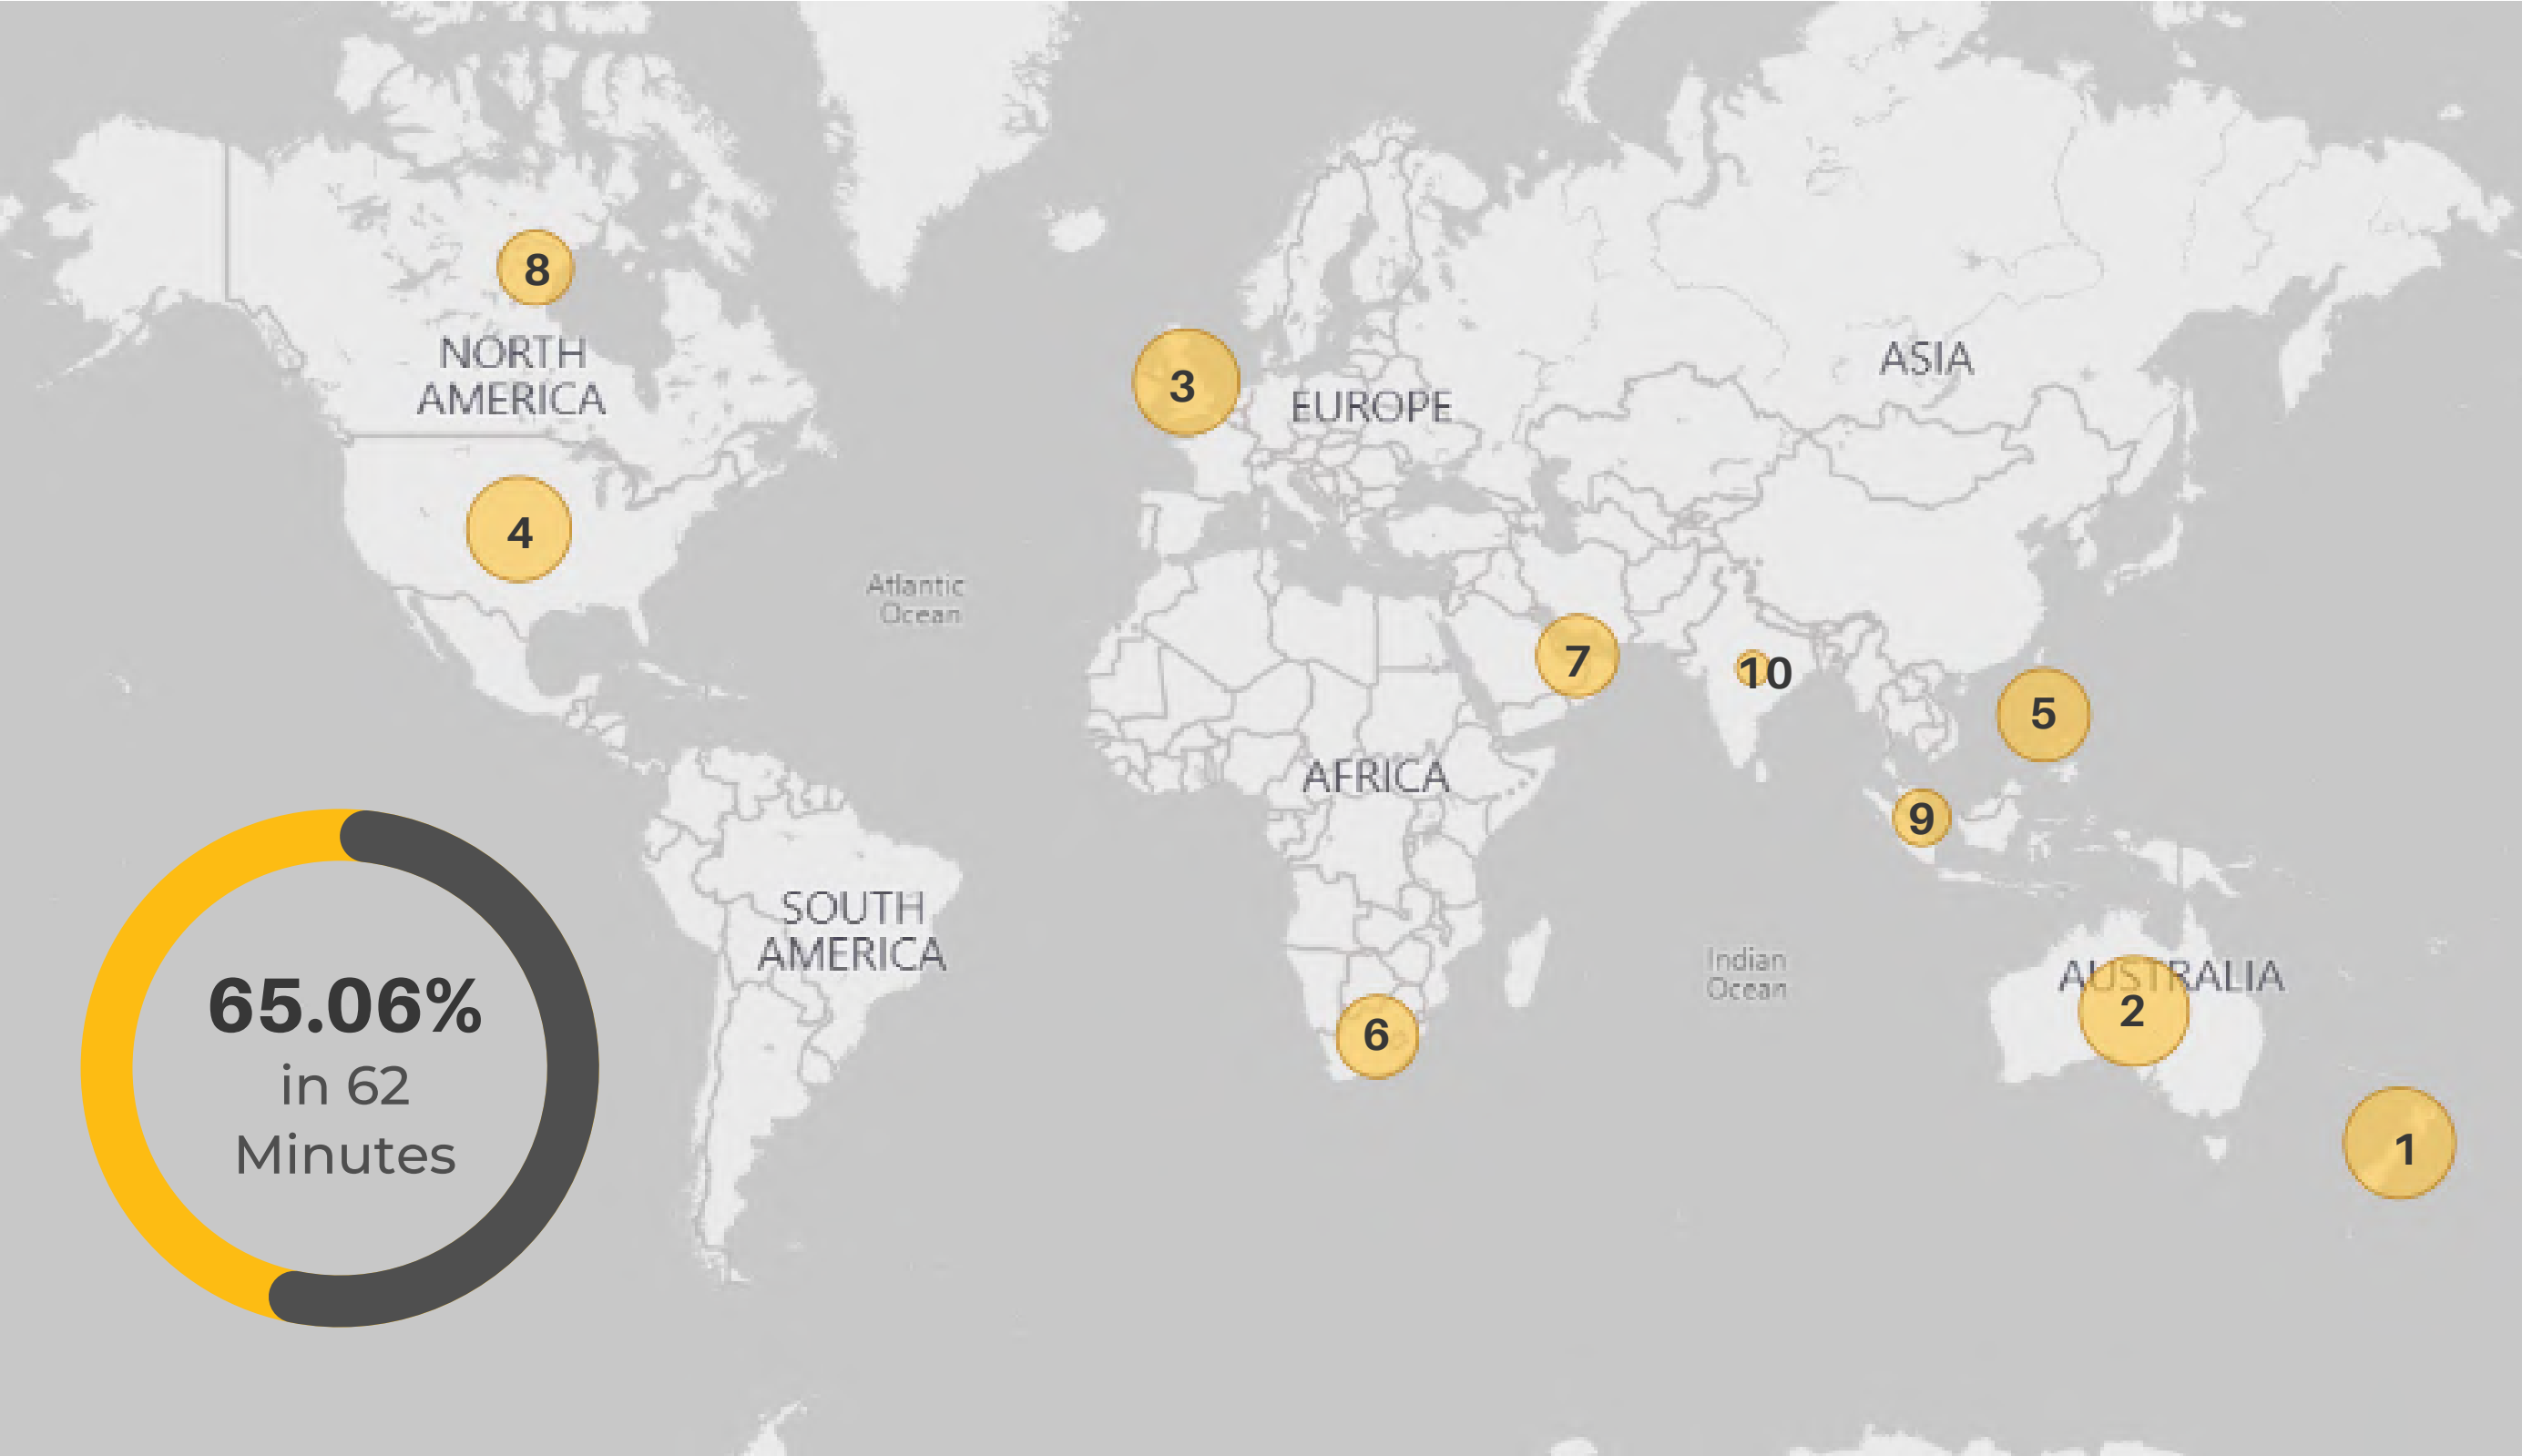 8
NORTH
AMERICA
3
ASIA
EUROPE
4
Atlantic
Ocean
7
10
5
AFRICA
9
SOUTH
AMERICA
Indian
Ocean
AUSTRALIA
2
6
1
65.06%
in 62
Minutes